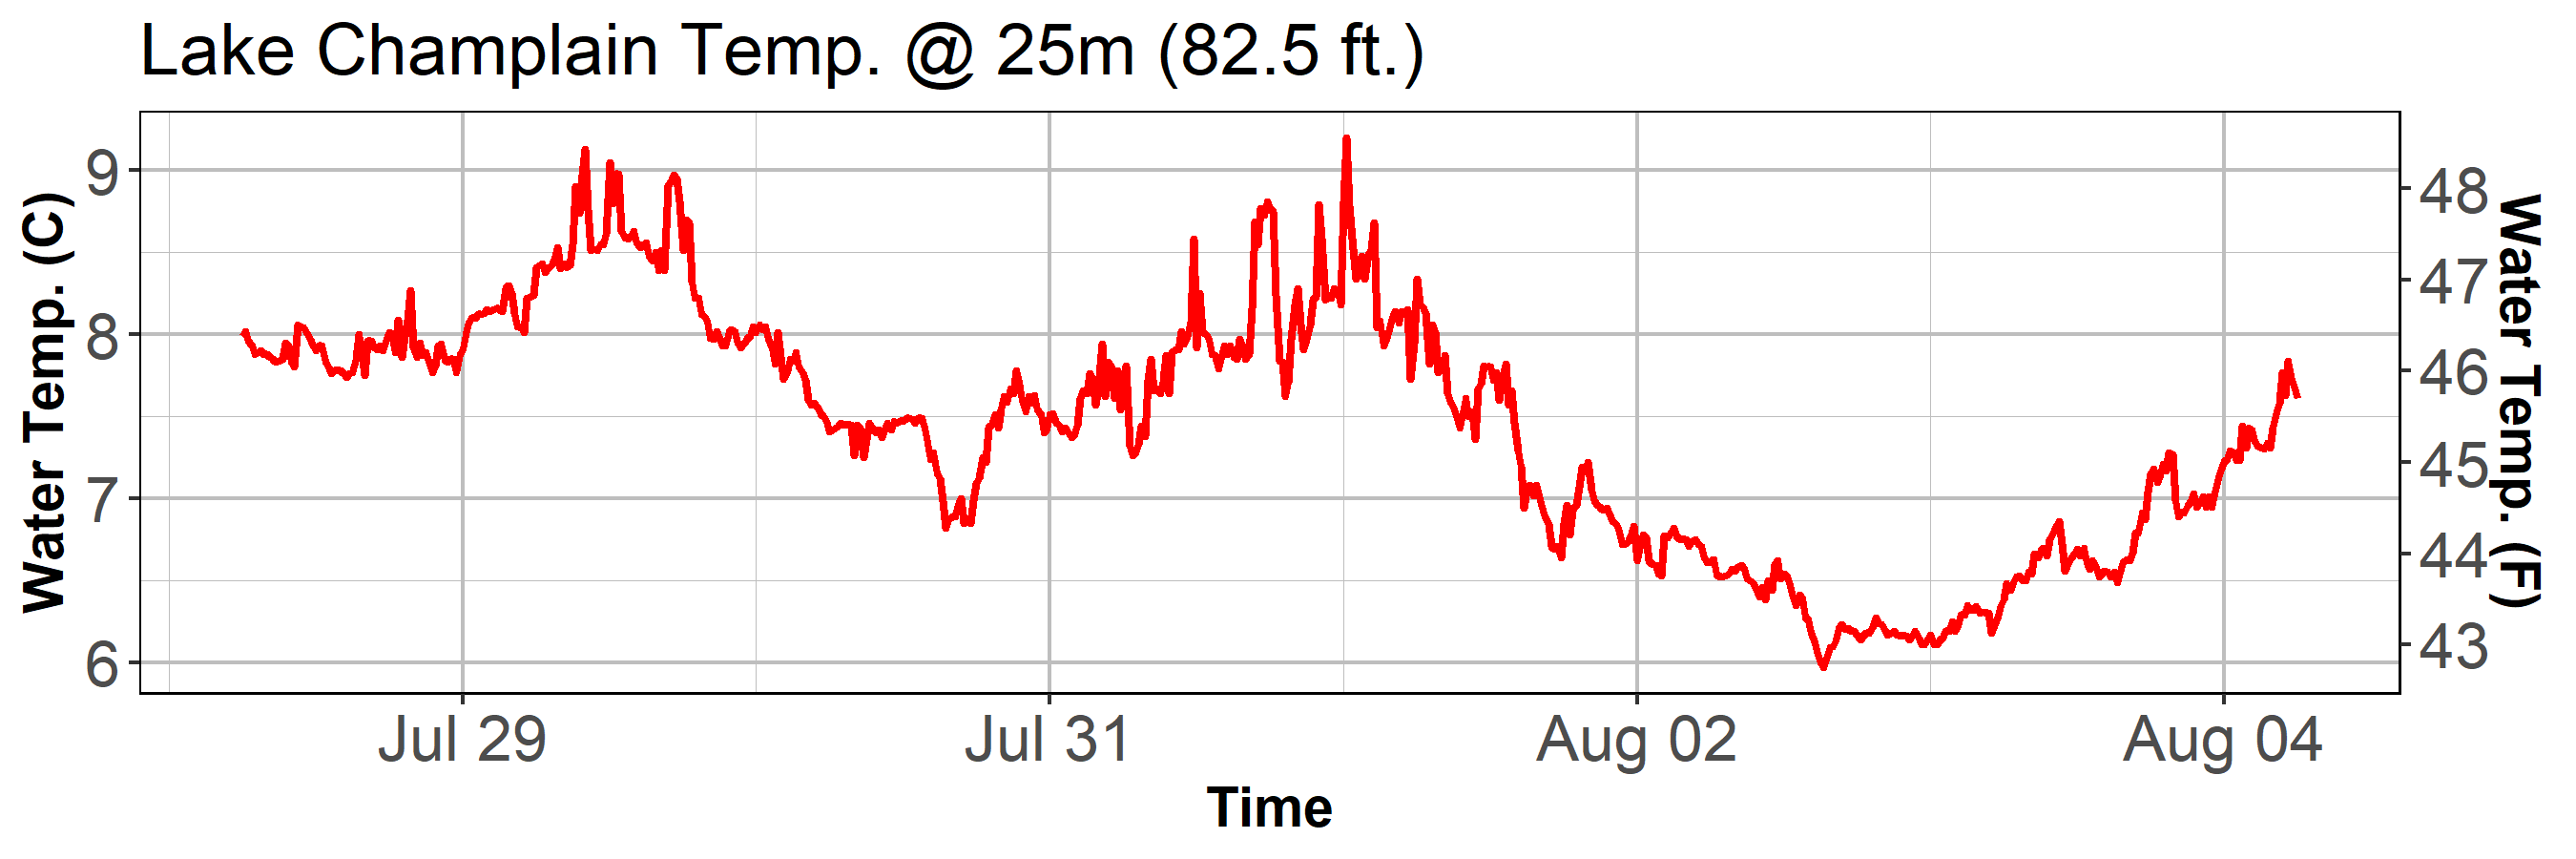 Lake Champlain Temp. @ 25m (82.5 ft.)
Water Temp. (C)
9
8
7
6
48
47
46
45
44
43
Water Temp. (F)
Jul 29
Jul 31
Aug 02
Aug 04
Time